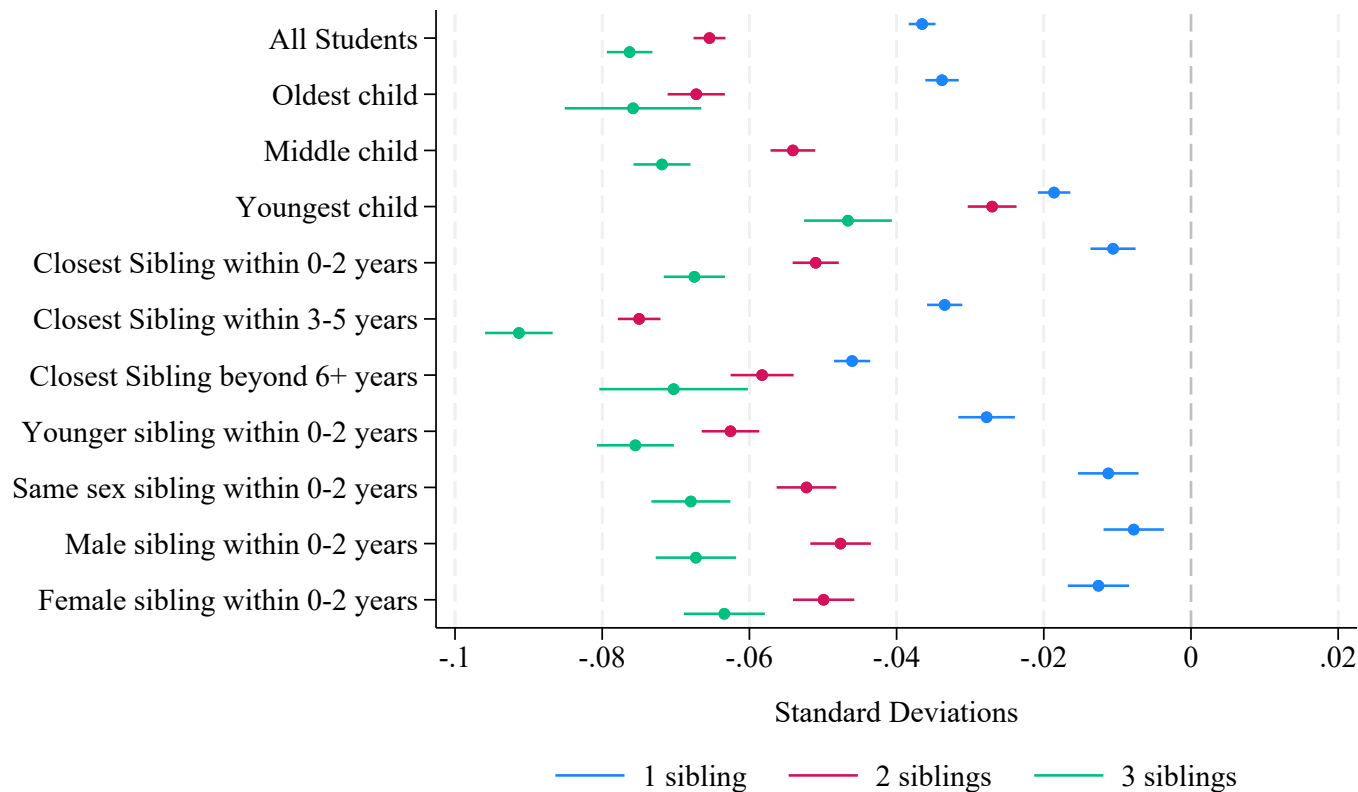 All Students
Oldest child
Middle child
Youngest child
Closest Sibling within 0-2 years
Closest Sibling within 3-5 years
Closest Sibling beyond 6+ years
Younger sibling within 0-2 years
Same sex sibling within 0-2 years
Male sibling within 0-2 years
Female sibling within 0-2 years
-.1 -.08 -.06 -.04 -.02 0 .02
Standard Deviations
1 sibling 2 siblings 3 siblings